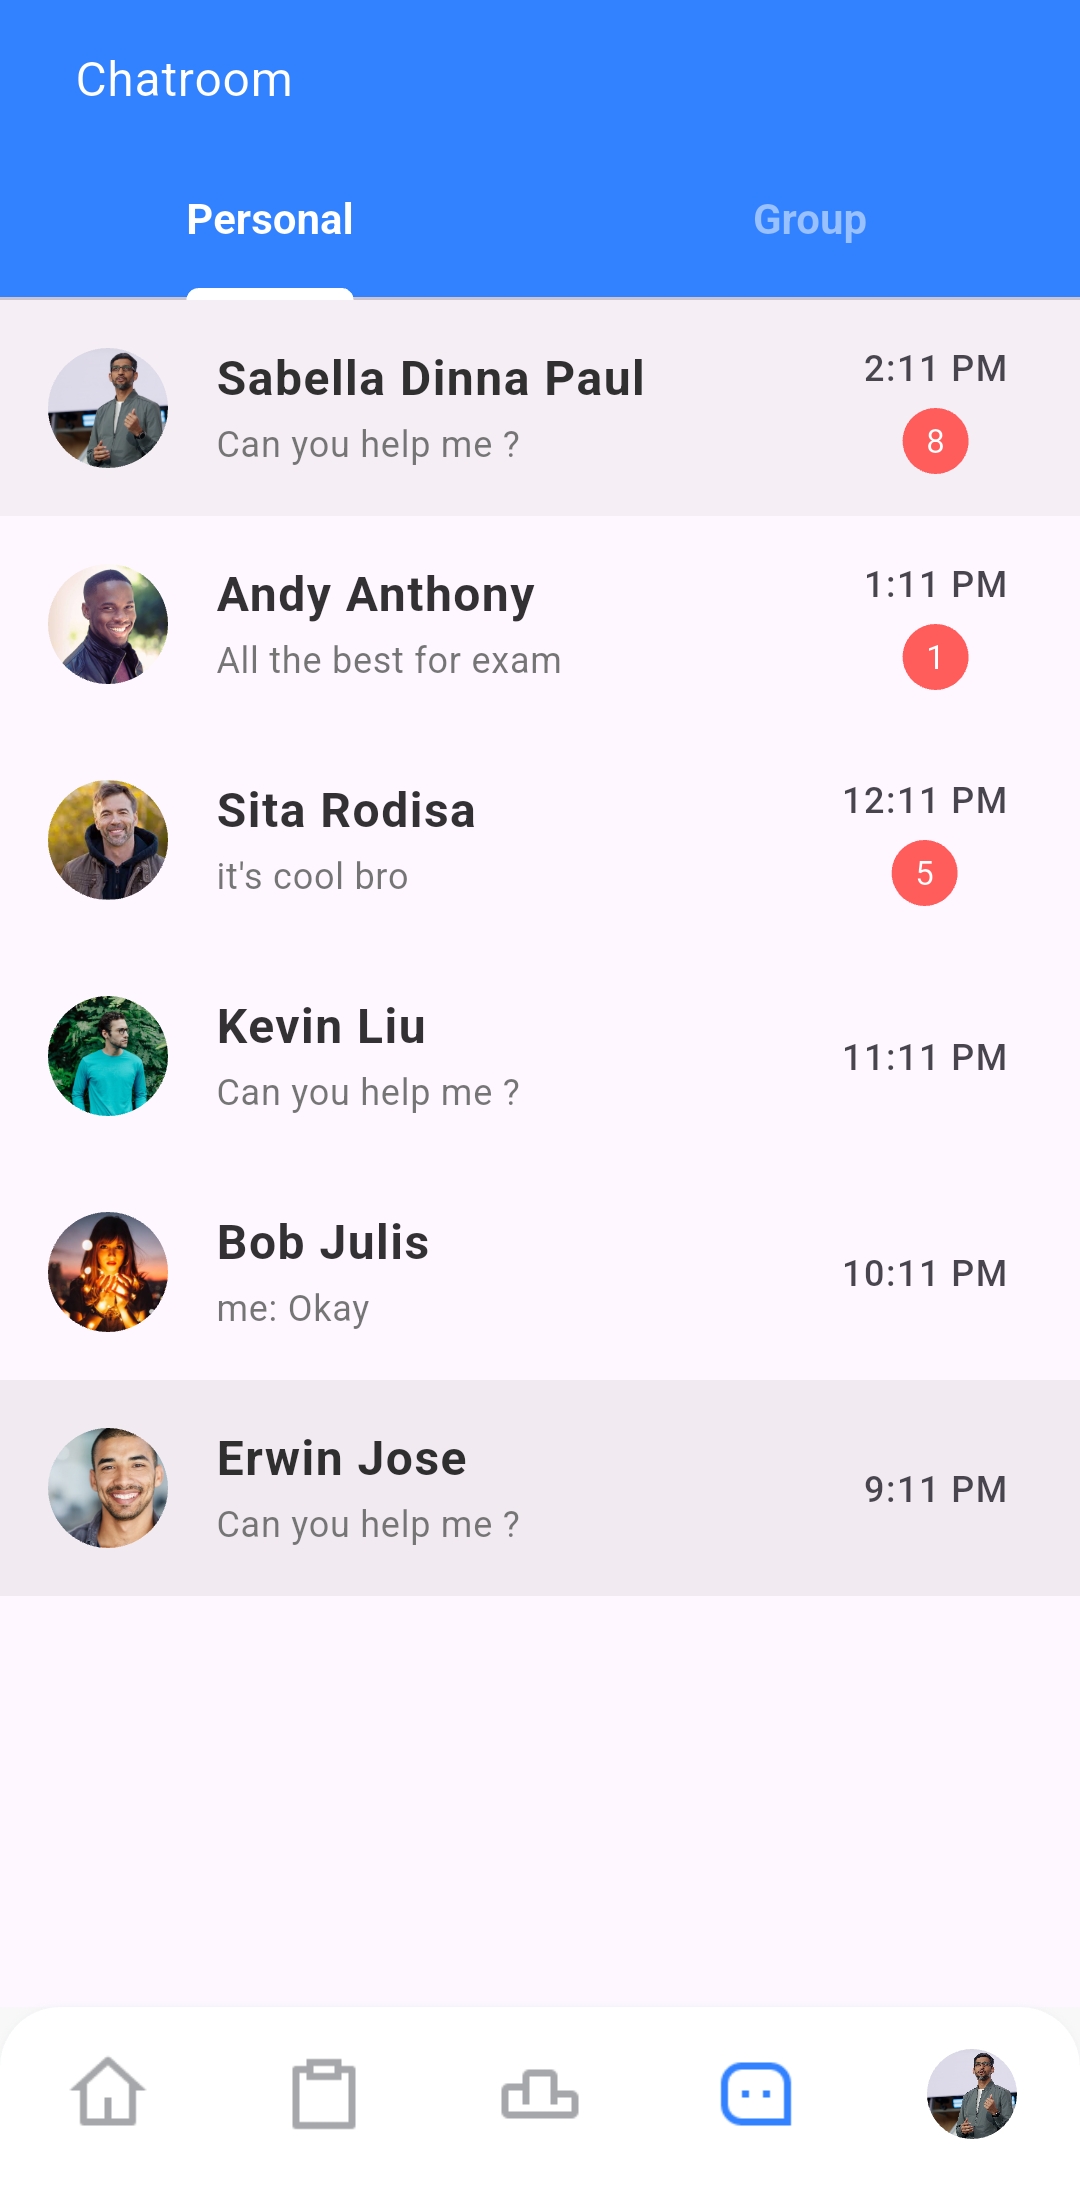 Chatroom
Personal
Group
Sabella Dinna Paul
2:11 PM
Can you help me ?
8
Andy Anthony
1:11 PM
All the best for exam
1
Sita Rodisa
12:11 PM
it's cool bro
5
Kevin Liu
11:11 PM
Can you help me ?
Bob Julis
10:11 PM
me: Okay
Erwin Jose
9:11 PM
Can you help me ?